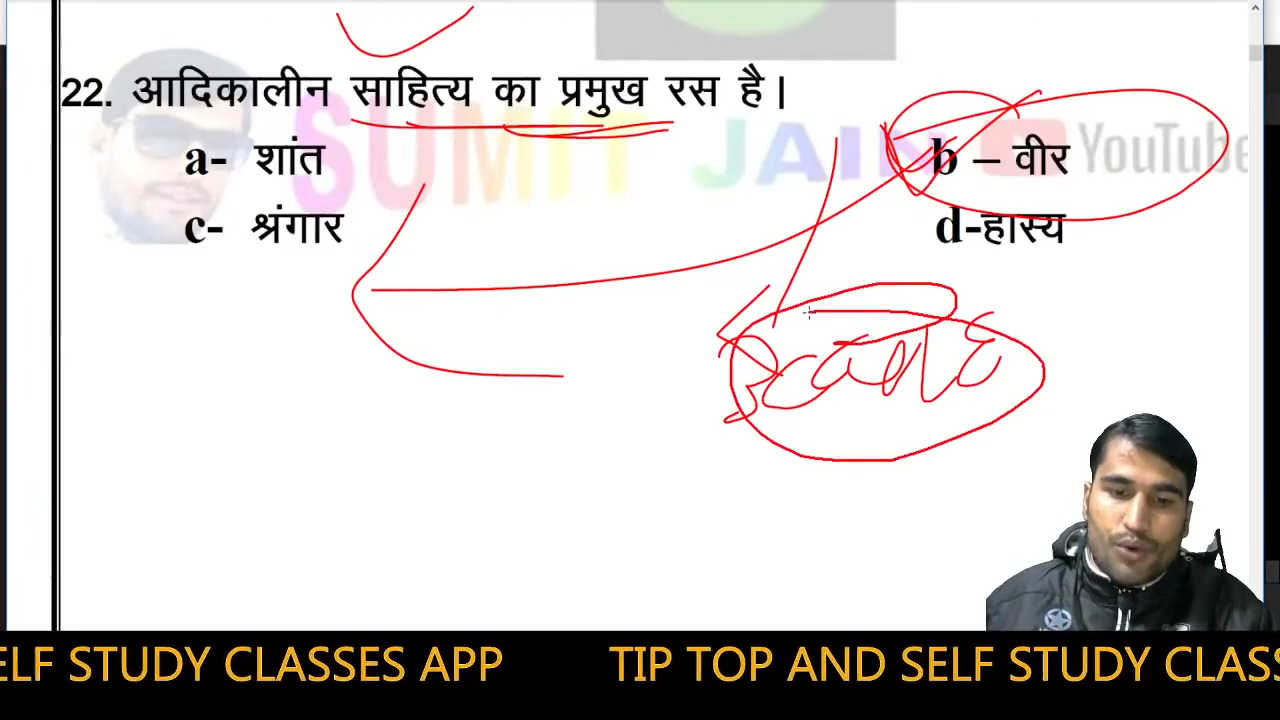 22. आदिकालीन साहित्य का प्रमुख रस है।
a- शांत
b – वीर
c- श्रंगार
d-हास्य
SUMIT JAIN YouTube
ELF STUDY CLASSES APP TIP TOP AND SELF STUDY CLASS